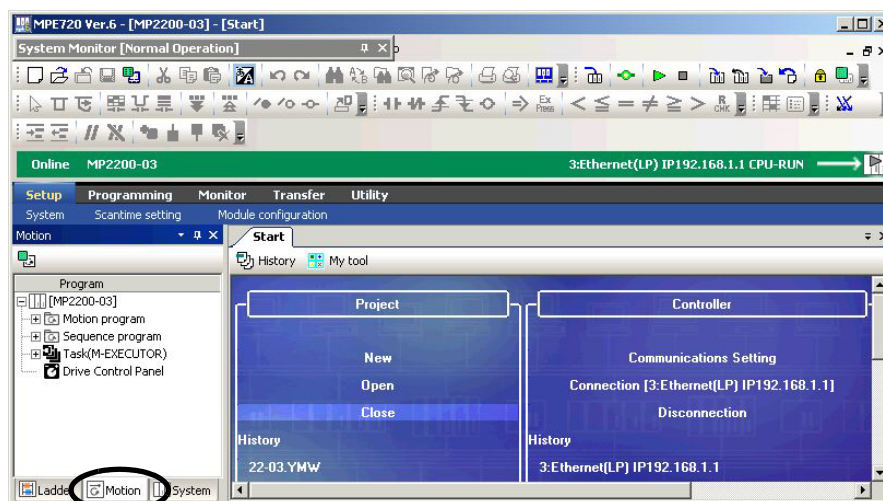 MPE720 Ver.6 - [MP2200-03] - [Start]
System Monitor [Normal Operation]
Ex Press
R CHK
Online MP2200-03 3:Ethernet(LP) IP192.168.1.1 CPU-RUN
Setup Programming Monitor Transfer Utility
System Scantime setting Module configuration
Motion
Start
History My tool
Program
[MP2200-03]
Motion program
Sequence program
Task(M-EXECUTOR)
Drive Control Panel
Project
New
Open
Close
History
22-03.YMW
Controller
Communications Setting
Connection [3:Ethernet(LP) IP192.168.1.1]
Disconnection
History
3:Ethernet(LP) IP192.168.1.1
Ladde Motion System